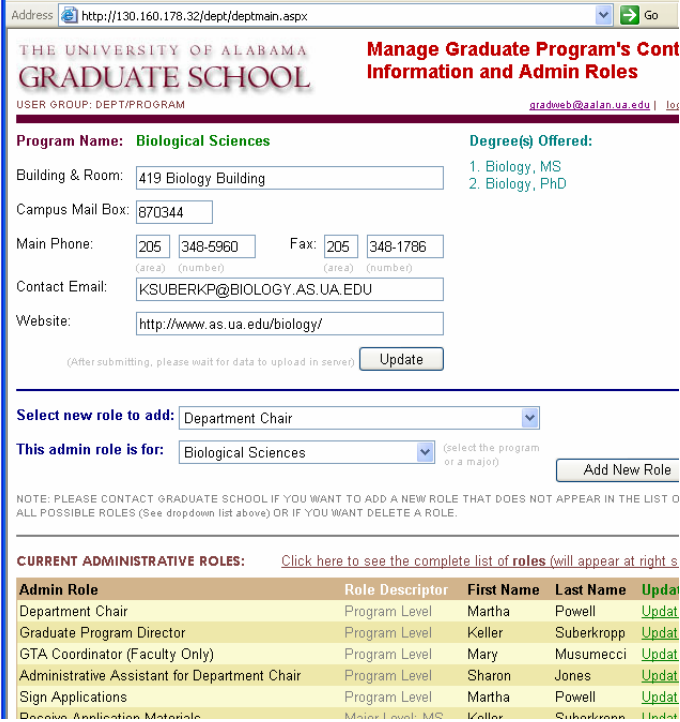 Address http://130.160.178.32/dept/deptmain.aspx Go
THE UNIVERSITY OF ALABAMA
GRADUATE SCHOOL
Manage Graduate Program's Cont
Information and Admin Roles
USER GROUP: DEPT/PROGRAM gradweb@aalan.ua.edu | log
Program Name: Biological Sciences Degree(s) Offered:
1. Biology, MS
2. Biology, PhD
Building & Room: 419 Biology Building
Campus Mail Box: 870344
Main Phone: 205 348-5960 Fax: 205 348-1786
(area) (number) (area) (number)
Contact Email: KSUBERKP@BIOLOGY.AS.UA.EDU
Website: http://www.as.ua.edu/biology/
(After submitting, please wait for data to upload in server) Update
Select new role to add: Department Chair
This admin role is for: Biological Sciences (select the program
or a major)
Add New Role
NOTE: PLEASE CONTACT GRADUATE SCHOOL IF YOU WANT TO ADD A NEW ROLE THAT DOES NOT APPEAR IN THE LIST O
ALL POSSIBLE ROLES (See dropdown list above) OR IF YOU WANT DELETE A ROLE.
CURRENT ADMINISTRATIVE ROLES: Click here to see the complete list of roles (will appear at right s
Admin Role Role Descriptor First Name Last Name Updat
Department Chair Program Level Martha Powell Updat
Graduate Program Director Program Level Keller Suberkropp Updat
GTA Coordinator (Faculty Only) Program Level Mary Musumecci Updat
Administrative Assistant for Department Chair Program Level Sharon Jones Updat
Sign Applications Program Level Martha Powell Updat
Receive Application Materials Major Level: MS Keller Suberkropp Updat